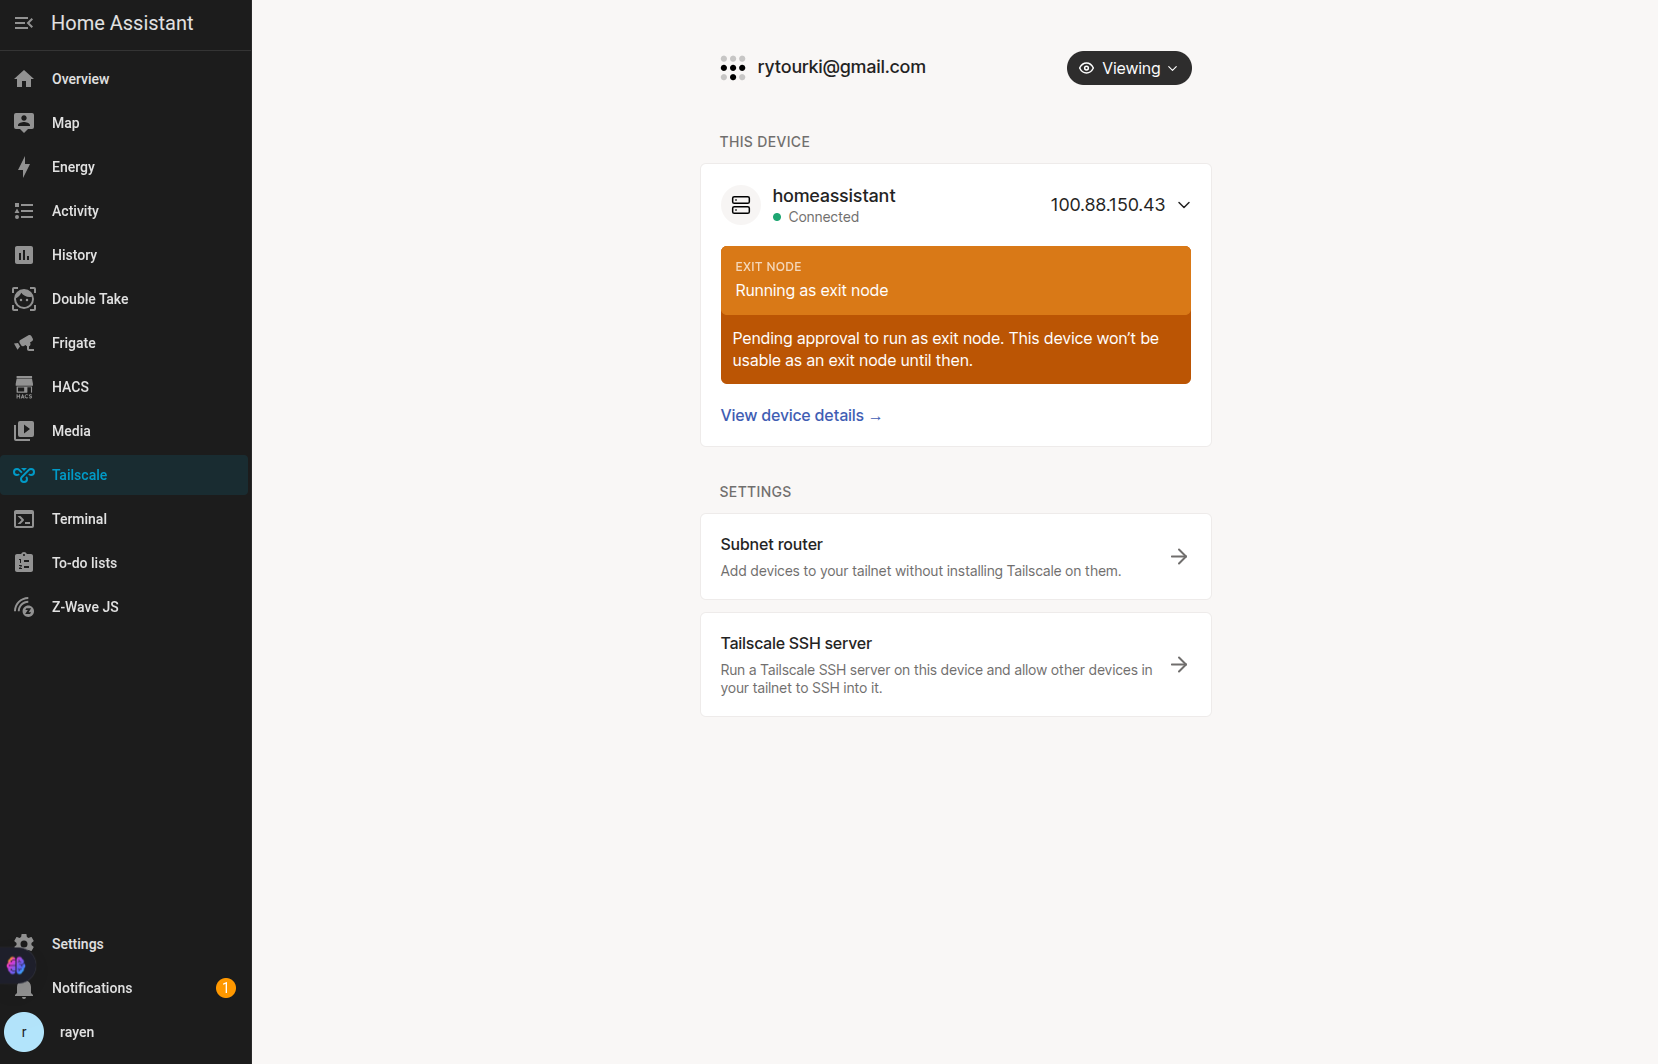 Home Assistant
Overview
Map
Energy
Activity
History
Double Take
Frigate
HACS
HACS
Media
Tailscale
Terminal
To-do lists
Z-Wave JS
Settings
Notifications
1
r
rayen
rytourki@gmail.com
Viewing
THIS DEVICE
homeassistant
Connected
100.88.150.43
EXIT NODE
Running as exit node
Pending approval to run as exit node. This device won’t be
usable as an exit node until then.
View device details →
SETTINGS
Subnet router
Add devices to your tailnet without installing Tailscale on them.
Tailscale SSH server
Run a Tailscale SSH server on this device and allow other devices in
your tailnet to SSH into it.